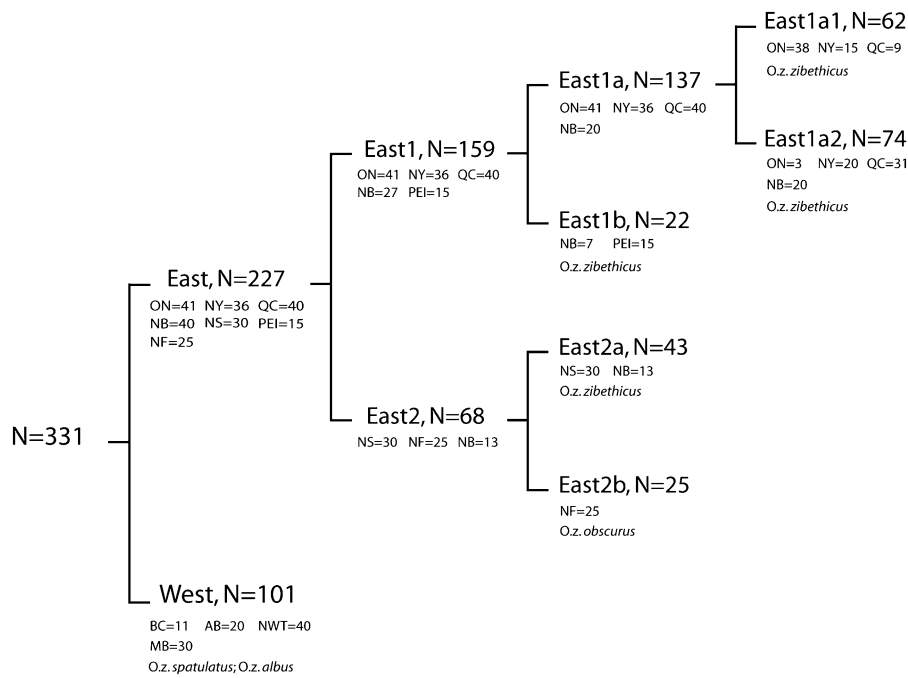 East1a1, N=62
ON=38 NY=15 QC=9
O.z. zibethicus
East1a, N=137
ON=41 NY=36 QC=40
NB=20
East1a2, N=74
ON=3 NY=20 QC=31
NB=20
O.z. zibethicus
East1, N=159
ON=41 NY=36 QC=40
NB=27 PEI=15
East1b, N=22
NB=7 PEI=15
O.z. zibethicus
East, N=227
ON=41 NY=36 QC=40
NB=40 NS=30 PEI=15
NF=25
East2a, N=43
NS=30 NB=13
O.z. zibethicus
East2, N=68
NS=30 NF=25 NB=13
N=331
East2b, N=25
NF=25
O.z. obscurus
West, N=101
BC=11 AB=20 NWT=40
MB=30
O.z. spatulatus; O.z. albus